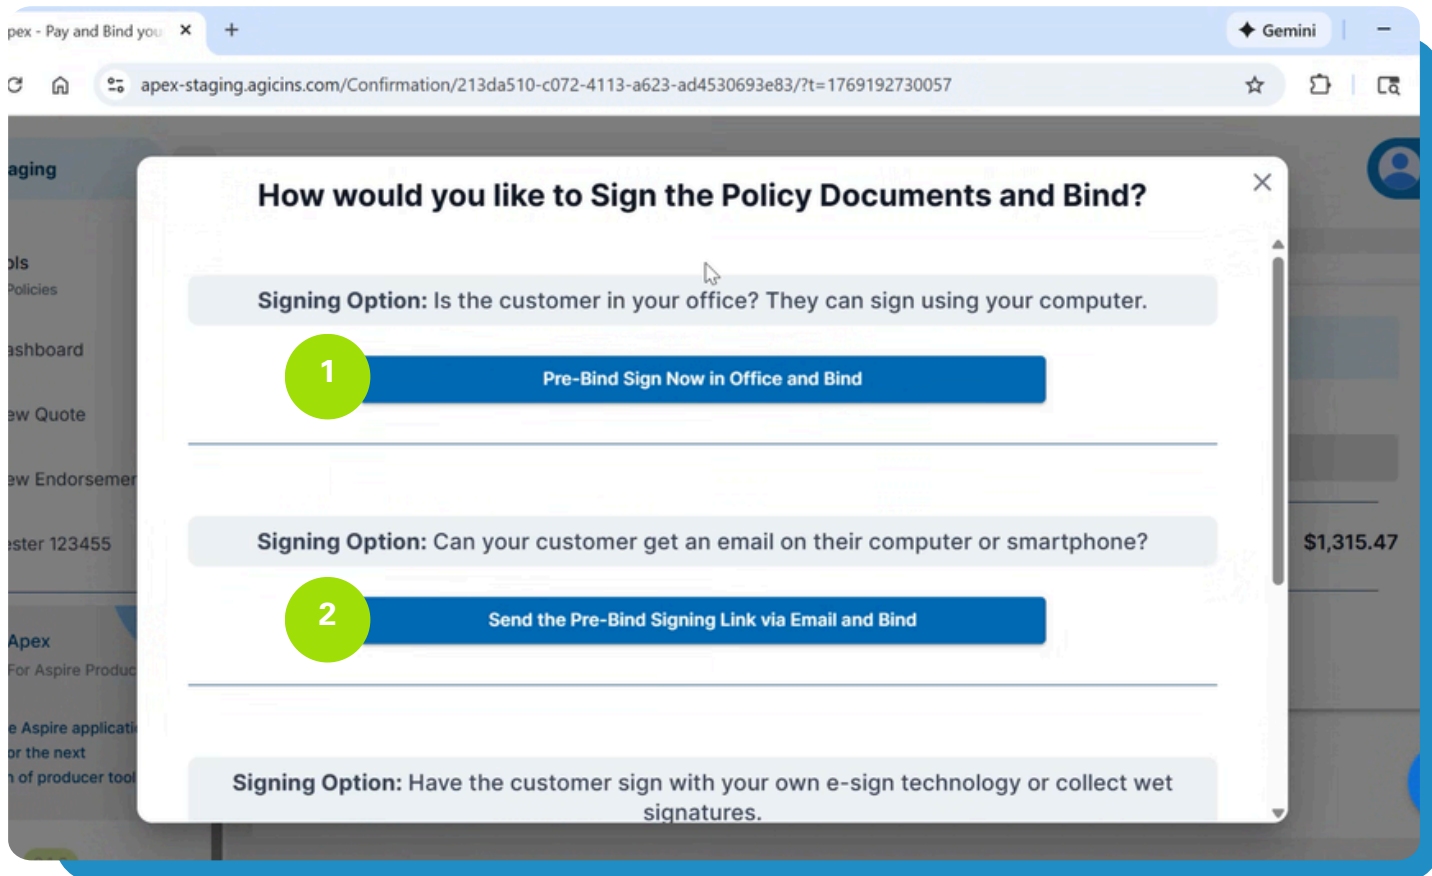 pex - Pay and Bind you
Gemini
apex-staging.agicins.com/Confirmation/213da510-c072-4113-a623-ad4530693e83/?t=1769192730057
aging
How would you like to Sign the Policy Documents and Bind?
ols
Policies
Signing Option: Is the customer in your office? They can sign using your computer.
ashboard
1
Pre-Bind Sign Now in Office and Bind
ew Quote
ew Endorsemer
Signing Option: Can your customer get an email on their computer or smartphone?
ester 123455
$1,315.47
2
Send the Pre-Bind Signing Link via Email and Bind
Apex
For Aspire Produc
e Aspire applicati
or the next
n of producer tool
Signing Option: Have the customer sign with your own e-sign technology or collect wet
signatures.